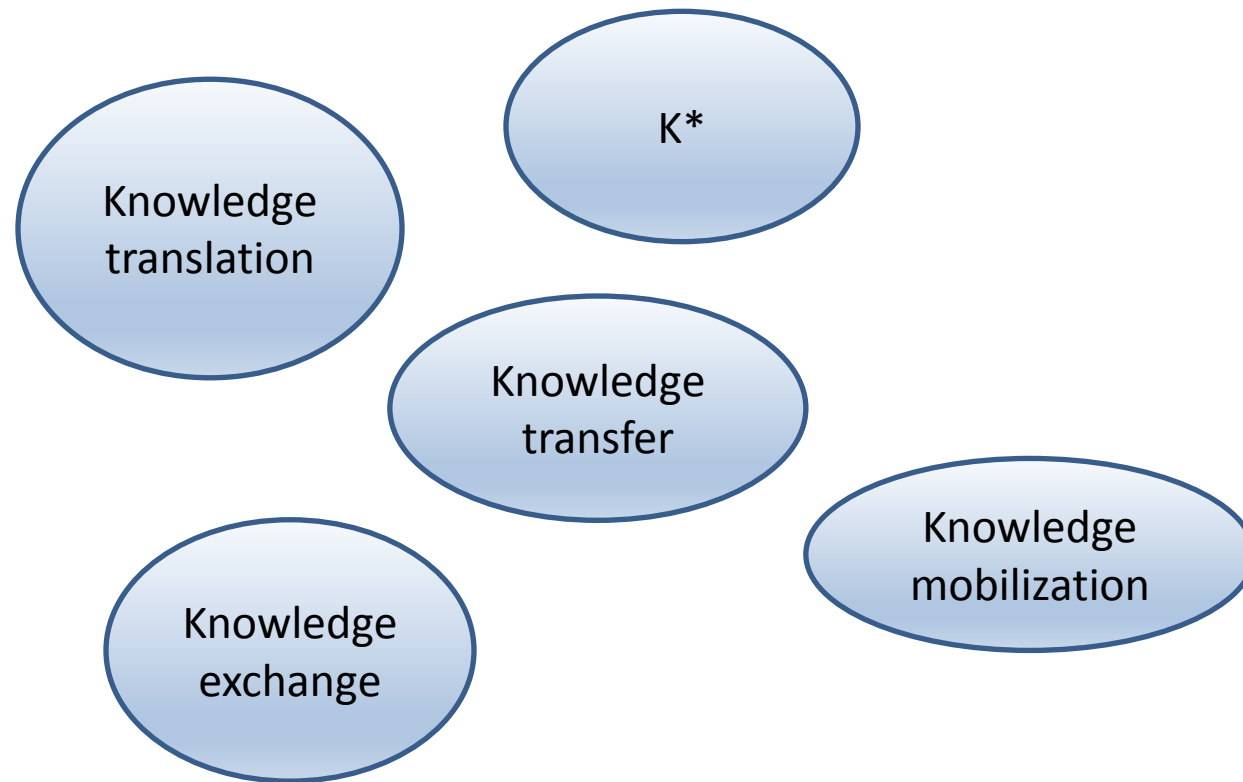 K*
Knowledge
translation
Knowledge
transfer
Knowledge
mobilization
Knowledge
exchange